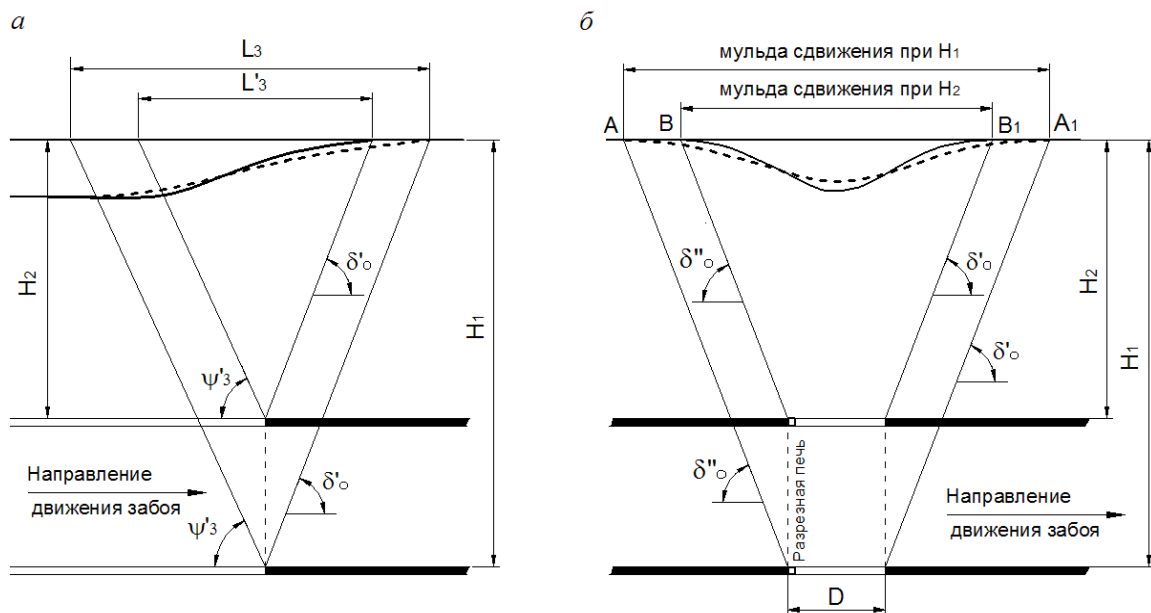 а
L3
L'3
H2
δ'о
H1
ψ'3
Направление
движения забоя
δ'о
ψ'3
б
мульда сдвижения при H1
мульда сдвижения при H2
A
B
B1
A1
δ''о
δ'о
H2
δ'о
H1
δ''о
Разрезная печь
Направление
движения забоя
D